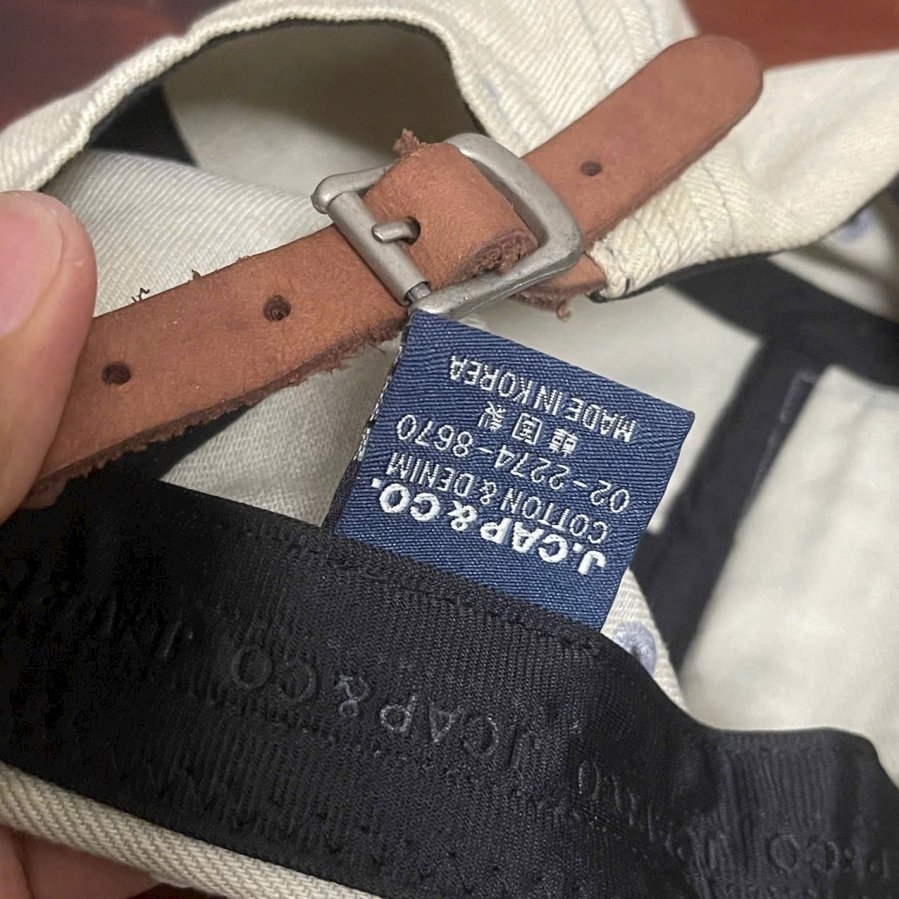 J.CAP & CO.
COTTON & DENIM
02-2274-8670
韓国製
MADE IN KOREA
J.CAP & CO